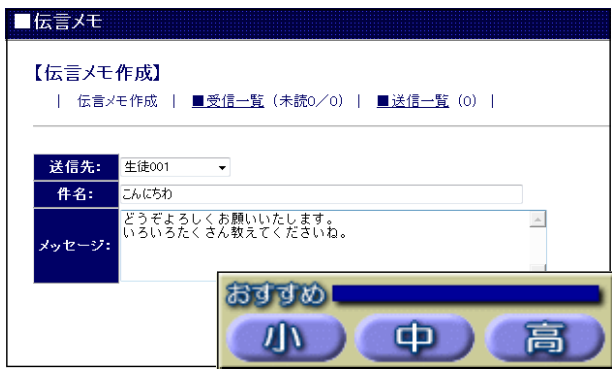 ■伝言メモ
【伝言メモ作成】
| 伝言メモ作成 | ■受信一覧 (未読0／0) | ■送信一覧 (0) |
送信先: 生徒001
件名: こんにちわ
メッセージ: どうぞよろしくお願いいたします。
いろいろたくさん教えてくださいね。
おすすめ
小 中 高